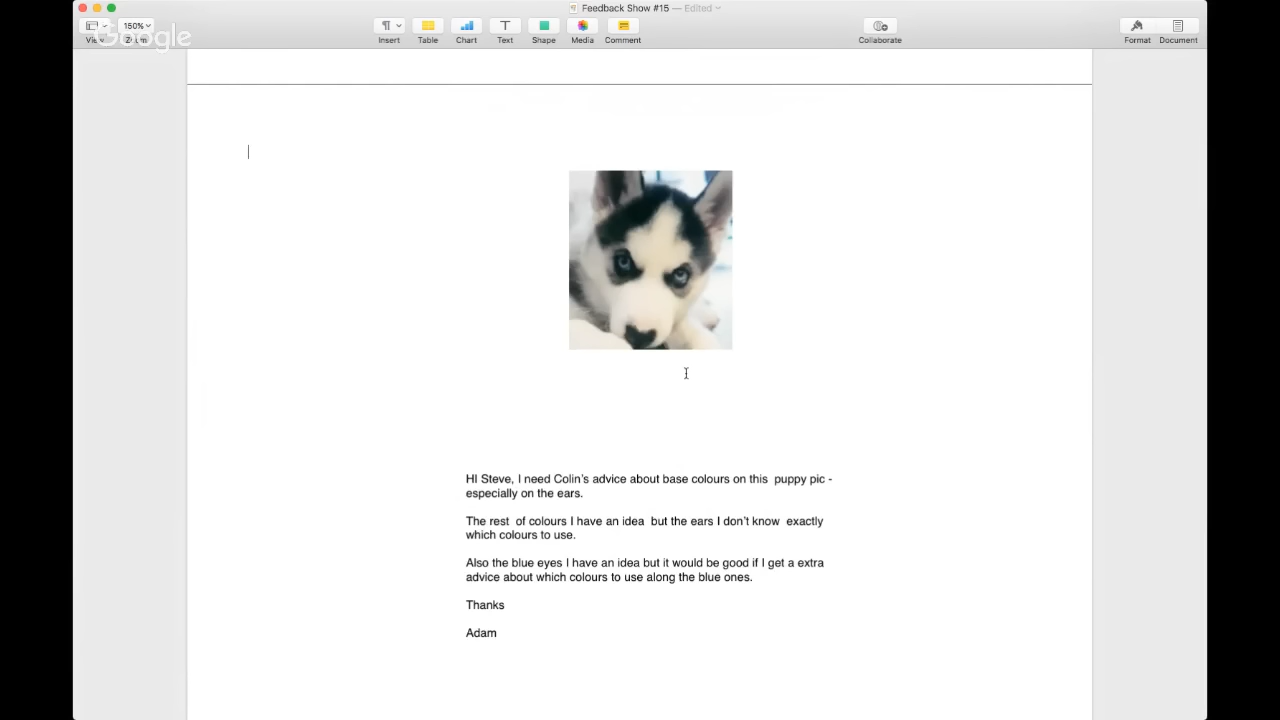 Feedback Show #15 — Edited
150%
View
Zoom
Google
Insert
Table
Chart
Text
Shape
Media
Comment
Collaborate
Format
Document
HI Steve, I need Colin's advice about base colours on this  puppy pic -
especially on the ears.
The rest  of colours I have an idea  but the ears I don't know  exactly
which colours to use.
Also the blue eyes I have an idea but it would be good if I get a extra
advice about which colours to use along the blue ones.
Thanks
Adam